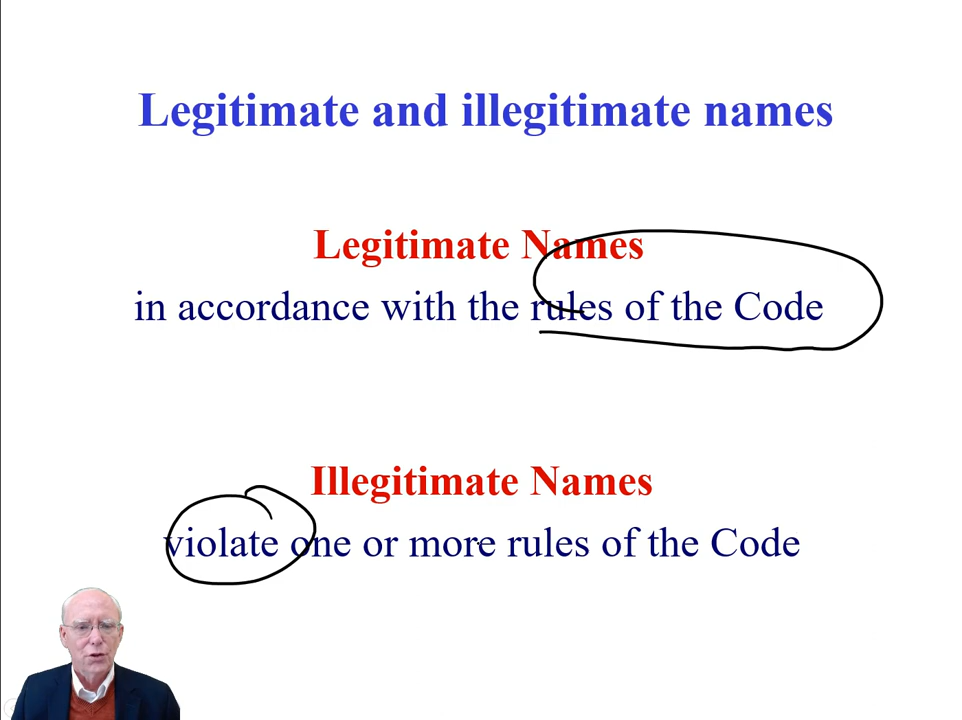 Legitimate and illegitimate names
Legitimate Names
in accordance with the rules of the Code
Illegitimate Names
violate one or more rules of the Code